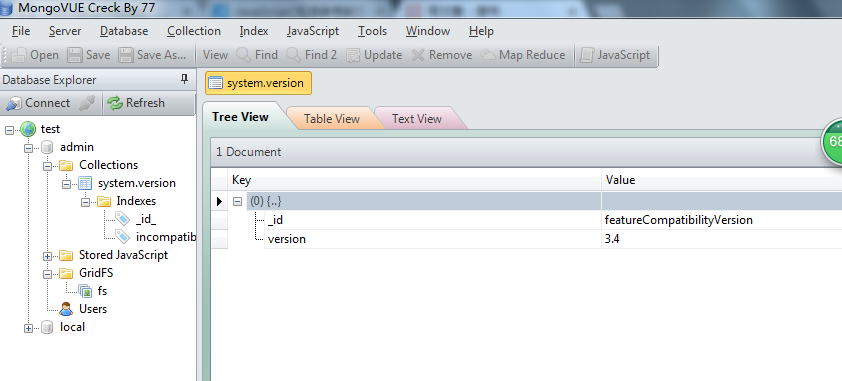 MongoVUE Creck By 77
File Server Database Collection Index JavaScript Tools Window Help
Open Save Save As... View Find Find 2 Update Remove Map Reduce JavaScript
Database Explorer
Connect Refresh
test
admin
Collections
system.version
Indexes
_id_
incompatib
Stored JavaScript
GridFS
fs
Users
local
system.version
Tree View Table View Text View
1 Document
Key Value
(0) {..}
_id featureCompatibilityVersion
version 3.4
68